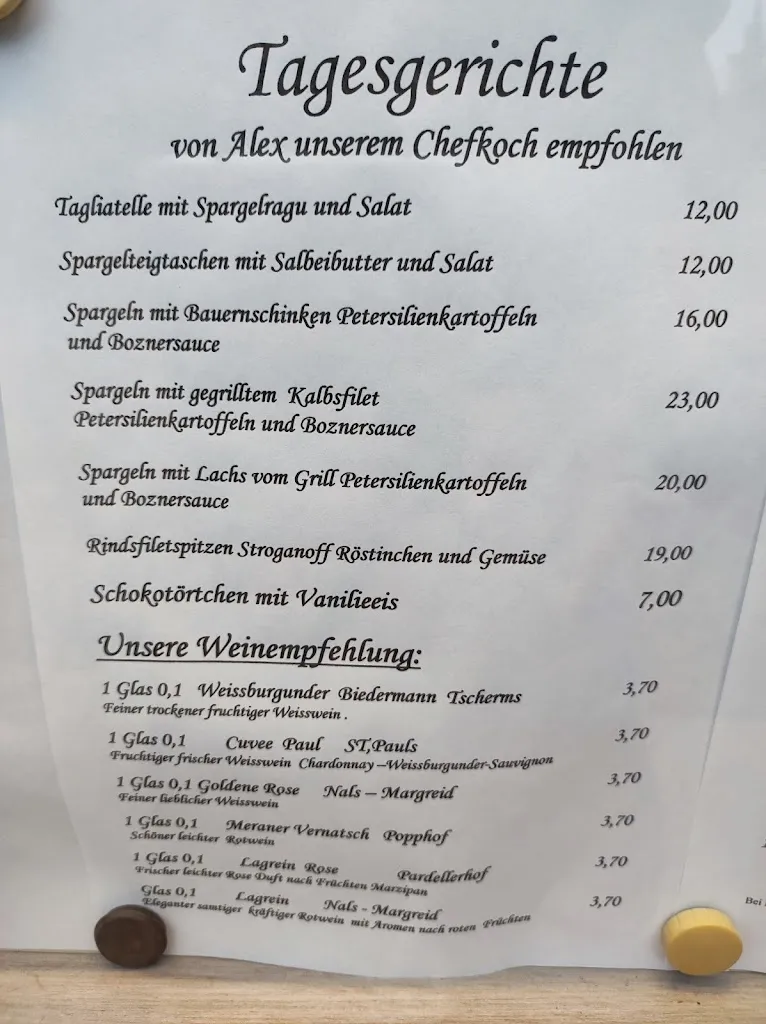 Tagesgerichte
von Alex unserem Chefkoch empfohlen
Tagliatelle mit Spargelragu und Salat 12,00
Spargelteigtaschen mit Salbeibutter und Salat 12,00
Spargeln mit Bauernschinken Petersilienkartoffeln 16,00
und Boznersauce
Spargeln mit gegrilltem Kalbsfilet 23,00
Petersilienkartoffeln und Boznersauce
Spargeln mit Lachs vom Grill Petersilienkartoffeln 20,00
und Boznersauce
Rindsfiletspitzen Stroganoff Röstinchen und Gemüse 19,00
Schokotörtchen mit Vanilieeis 7,00
Unsere Weinempfehlung:
1 Glas 0,1 Weissburgunder Biedermann Tscherms 3,70
Feiner trockener fruchtiger Weisswein .
1 Glas 0,1 Cuvee Paul ST,Pauls 3,70
Fruchtiger frischer Weisswein Chardonnay –Weissburgunder-Sauvignon
1 Glas 0,1 Goldene Rose Nals – Margreid 3,70
Feiner lieblicher Weisswein
1 Glas 0,1 Meraner Vernatsch Popphof 3,70
Schöner leichter Rotwein
1 Glas 0,1 Lagrein Rose Pardellerhof 3,70
Frischer leichter Rose Duft nach Früchten Marzipan
Glas 0,1 Lagrein Nals - Margreid 3,70
Eleganter samtiger kräftiger Rotwein mit Aromen nach roten Früchten
Bei